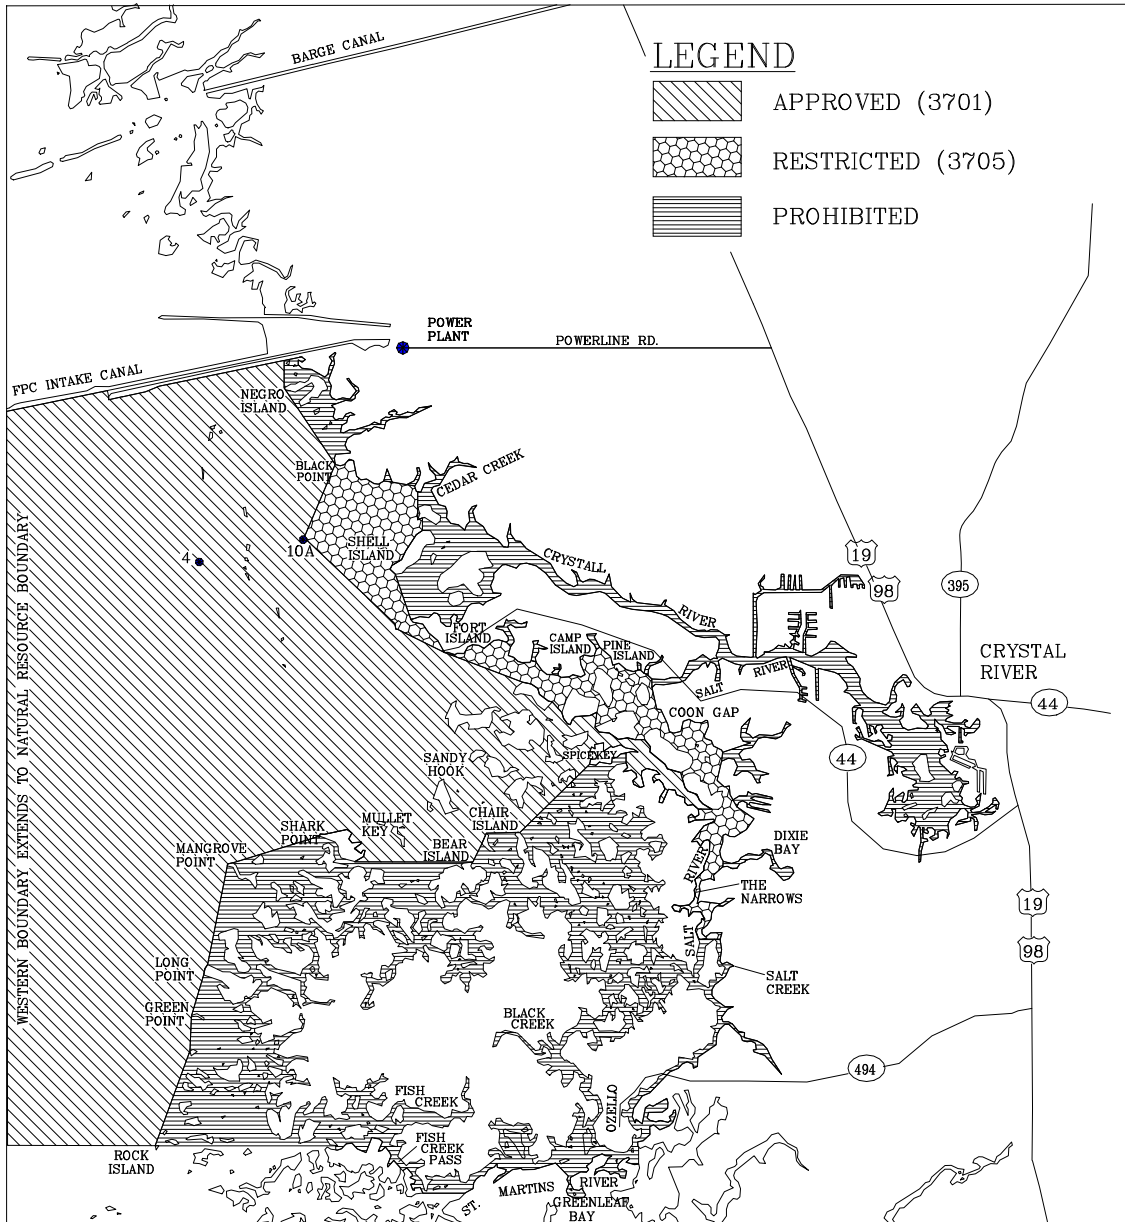 BARGE CANAL
LEGEND
APPROVED (3701)
RESTRICTED (3705)
PROHIBITED
POWER
PLANT
POWERLINE RD.
FPC INTAKE CANAL
NEGRO
ISLAND
BLACK
POINT
CEDAR CREEK
10A
SHELL
ISLAND
4
CRYSTALL
RIVER
19
98
395
FORT
ISLAND
CAMP
ISLAND
PINE
ISLAND
RIVER
SALT
CRYSTAL
RIVER
44
COON GAP
44
SANDY
HOOK
SPICEKEY
WESTERN BOUNDARY EXTENDS TO NATURAL RESOURCE BOUNDARY
CHAIR
ISLAND
MULLET
KEY
SHARK
POINT
MANGROVE
POINT
BEAR
ISLAND
DIXIE
BAY
RIVER
THE
NARROWS
19
98
SALT
LONG
POINT
SALT
CREEK
GREEN
POINT
BLACK
CREEK
494
FISH
CREEK
OZELLO
FISH
CREEK
PASS
ROCK
ISLAND
ST.
MARTINS
RIVER
GREENLEAF
BAY